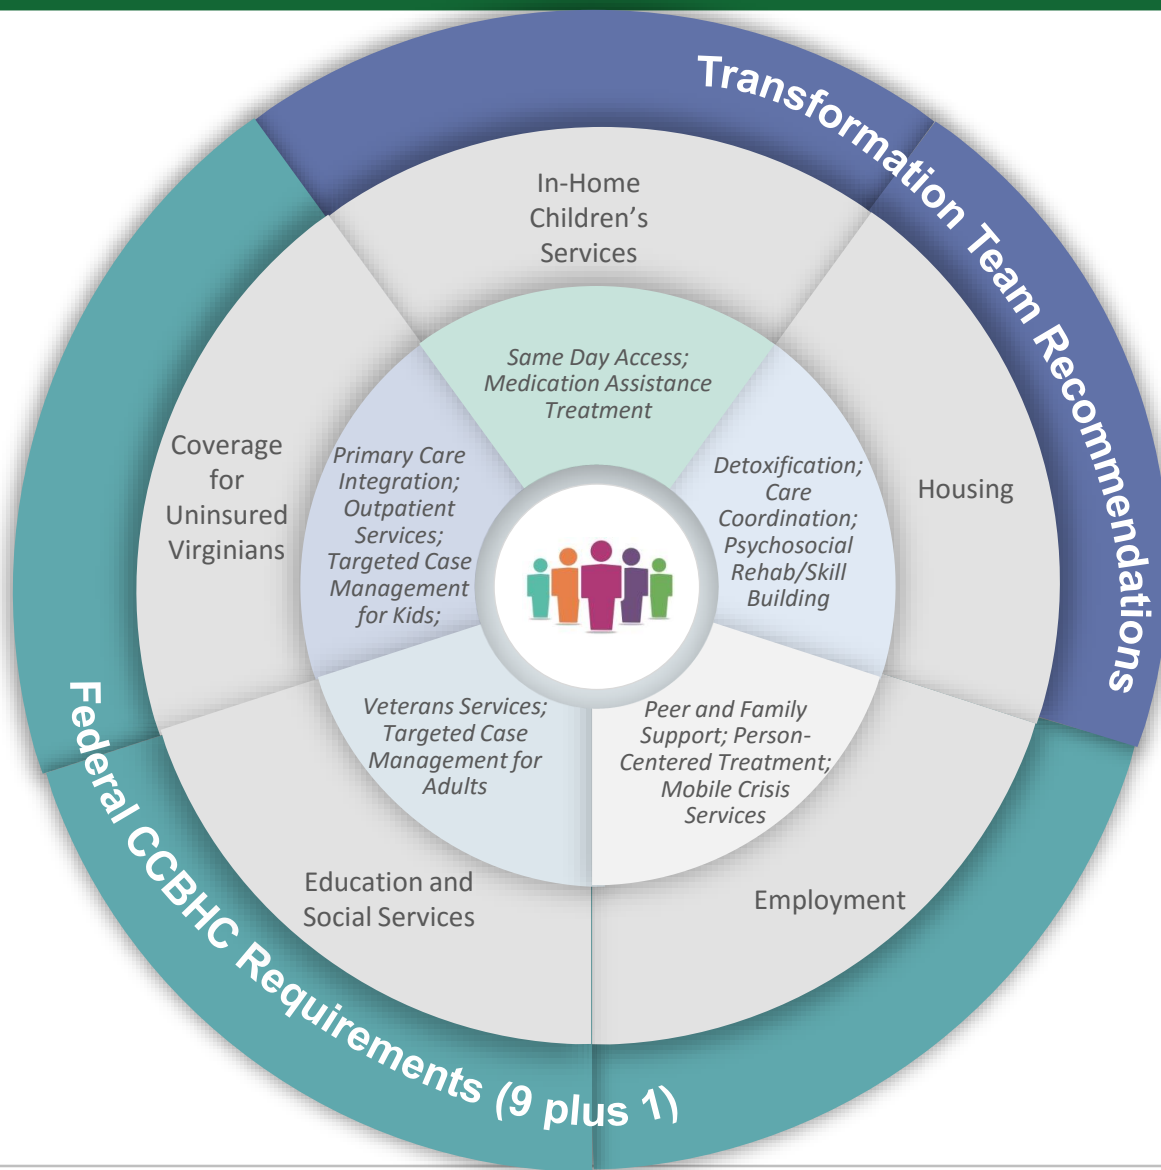 Transformation Team Recommendations
In-Home
Children's
Services
Same Day Access;
Medication Assistance
Treatment
Coverage
for
Uninsured
Virginians
Primary Care
Integration;
Outpatient
Services;
Targeted Case
Management
for Kids;
Detoxification;
Care
Coordination;
Psychosocial
Rehab/Skill
Building
Housing
Veterans Services;
Targeted Case
Management for
Adults
Peer and Family
Support; Person-
Centered Treatment;
Mobile Crisis
Services
Education and
Social Services
Employment
Federal CCBHC Requirements (9 plus 1)